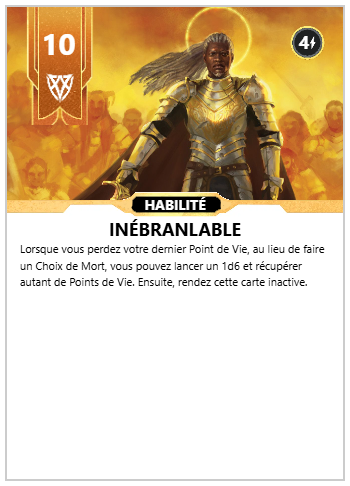 10
4
HABILITÉ
INÉBRANLABLE
Lorsque vous perdez votre dernier Point de Vie, au lieu de faire
un Choix de Mort, vous pouvez lancer un 1d6 et récupérer
autant de Points de Vie. Ensuite, rendez cette carte inactive.